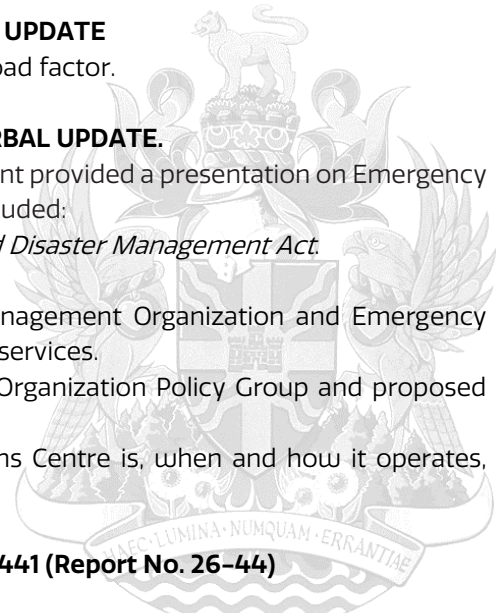 UPDATE
oad factor.
RBAL UPDATE.
nt provided a presentation on Emergency
luded:
d Disaster Management Act.
nagement Organization and Emergency
services.
Organization Policy Group and proposed
ns Centre is, when and how it operates,
HAEC · LUMINA · NUMQUAM · ERRANTIAE
441 (Report No. 26-44)